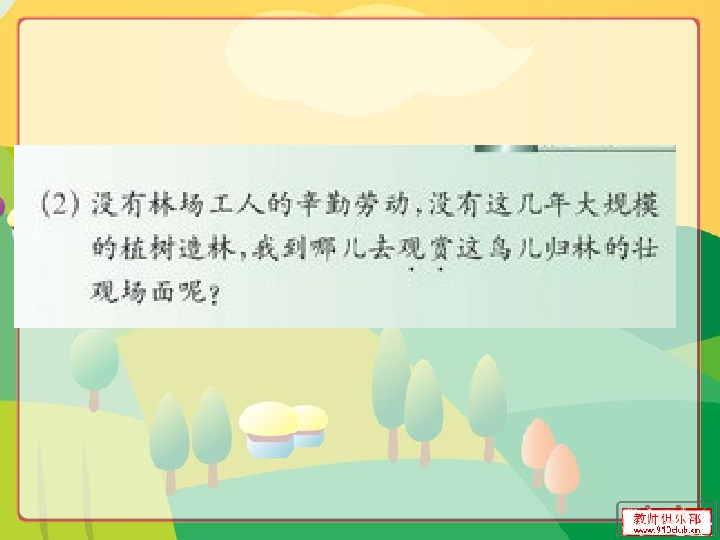 (2) 没有林场工人的辛勤劳动,没有这几年大规模
的植树造林,我到哪儿去观赏这鸟儿归林的壮
观场面呢?
教师俱乐部
www.910club.cn